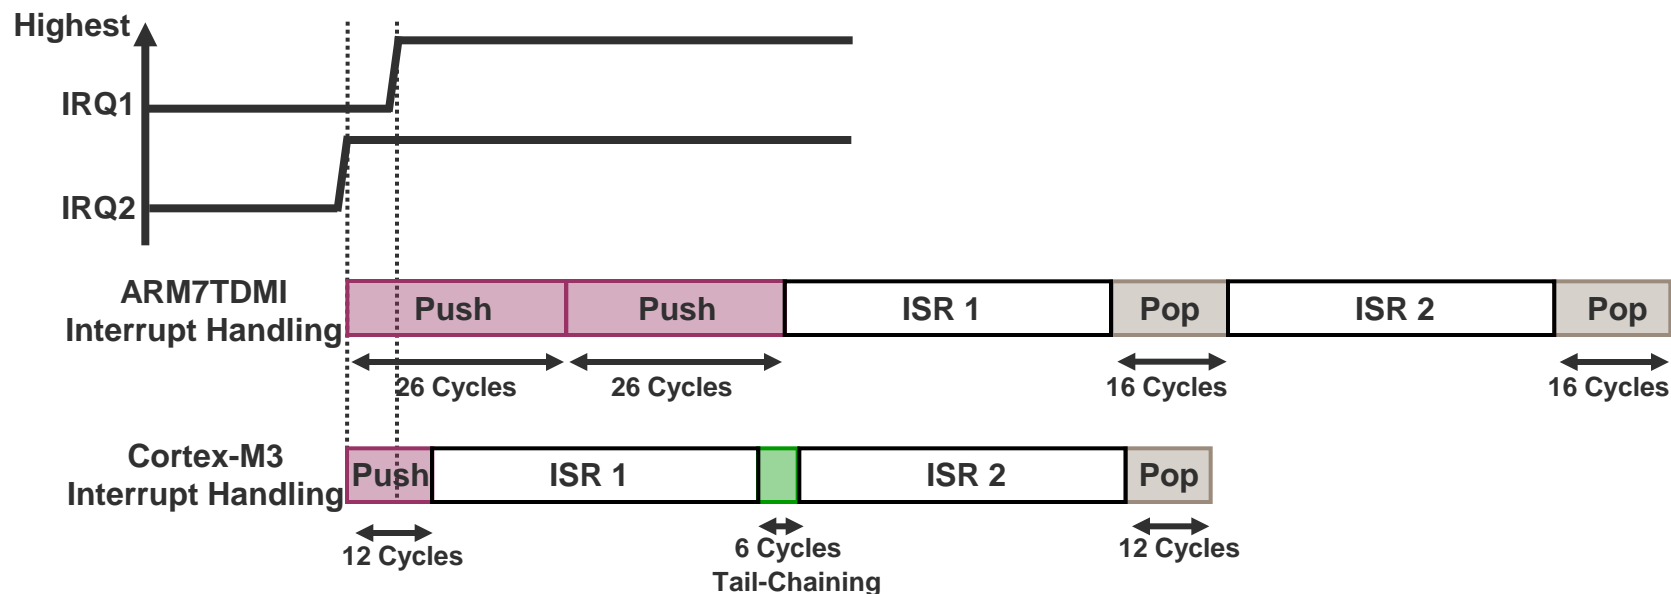 Highest
IRQ1
IRQ2
ARM7TDMI
Interrupt Handling
Push
Push
ISR 1
Pop
ISR 2
Pop
26 Cycles
26 Cycles
16 Cycles
16 Cycles
Cortex-M3
Interrupt Handling
Push
ISR 1
ISR 2
Pop
12 Cycles
6 Cycles
Tail-Chaining
12 Cycles